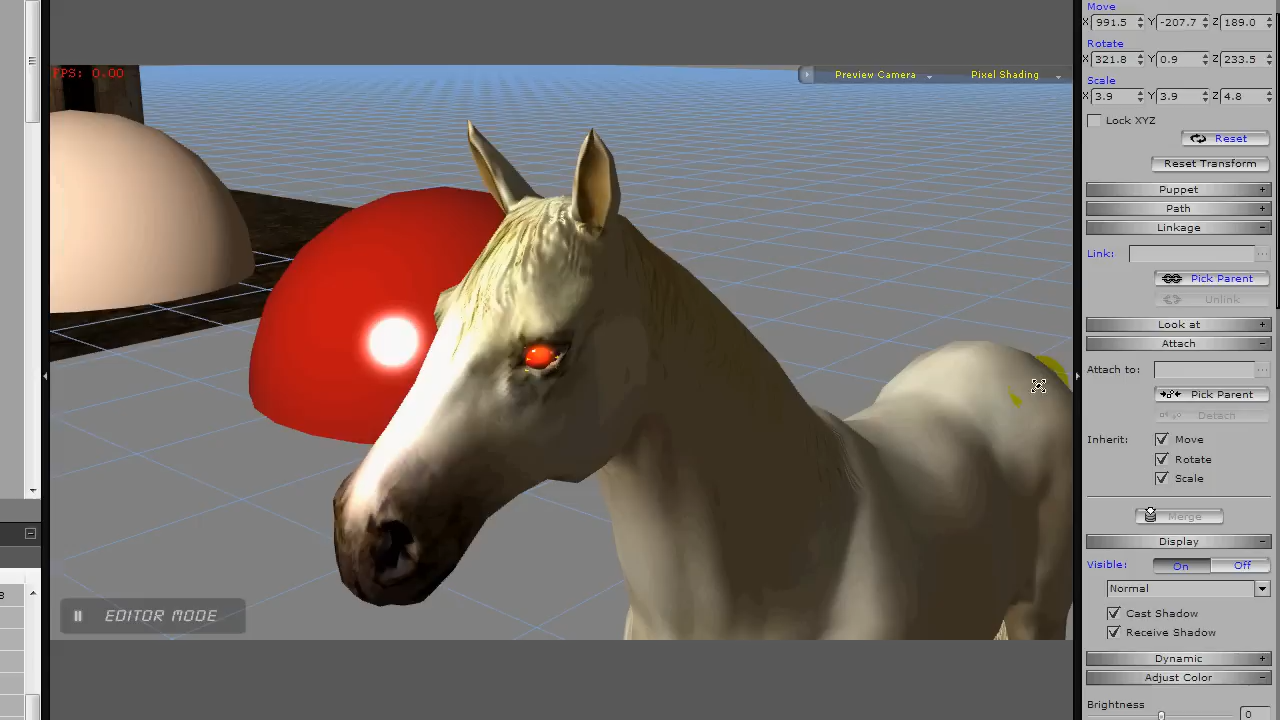 Move
X 991.5 Y -207.7 Z 189.0
Rotate
X 321.8 Y 0.9 Z 233.5
Scale
X 3.9 Y 3.9 Z 4.8
Lock XYZ
Reset
Reset Transform
Puppet +
Path +
Linkage −
Link:
Pick Parent
Unlink
Look at +
Attach −
Attach to:
Pick Parent
Detach
Inherit: Move
Rotate
Scale
Merge
Display −
Visible: On Off
Normal
Cast Shadow
Receive Shadow
Dynamic +
Adjust Color −
Brightness
0
FPS: 0.00
Preview Camera
Pixel Shading
EDITOR MODE